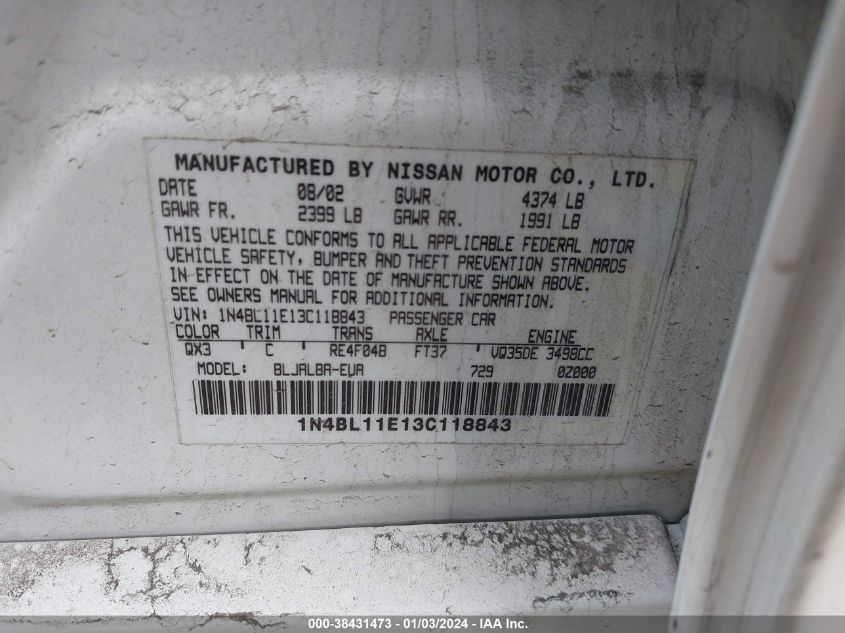 MANUFACTURED BY NISSAN MOTOR CO., LTD.
DATE 08/02 GVWR 4374 LB
GAWR FR. 2399 LB GAWR RR. 1991 LB
THIS VEHICLE CONFORMS TO ALL APPLICABLE FEDERAL MOTOR
VEHICLE SAFETY, BUMPER AND THEFT PREVENTION STANDARDS
IN EFFECT ON THE DATE OF MANUFACTURE SHOWN ABOVE.
SEE OWNERS MANUAL FOR ADDITIONAL INFORMATION.
VIN: 1N4BL11E13C118843 PASSENGER CAR
COLOR TRIM TRANS AXLE ENGINE
QX3 C RE4F04B FT37 VQ35DE 3498CC
MODEL: BLJALBA-EUA 729 0Z000
1N4BL11E13C118843
000-38431473 - 01/03/2024 - IAA Inc.